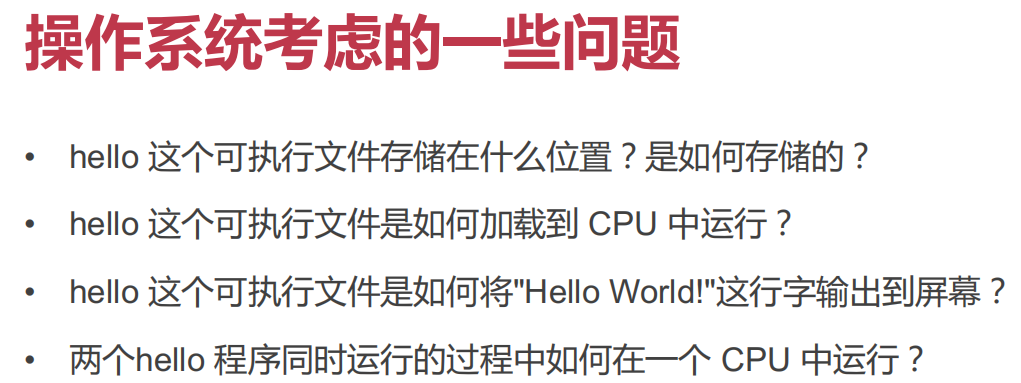 操作系统考虑的一些问题
• hello 这个可执行文件存储在什么位置？是如何存储的？
• hello 这个可执行文件是如何加载到 CPU 中运行？
• hello 这个可执行文件是如何将"Hello World!"这行字输出到屏幕？
• 两个hello 程序同时运行的过程中如何在一个 CPU 中运行？